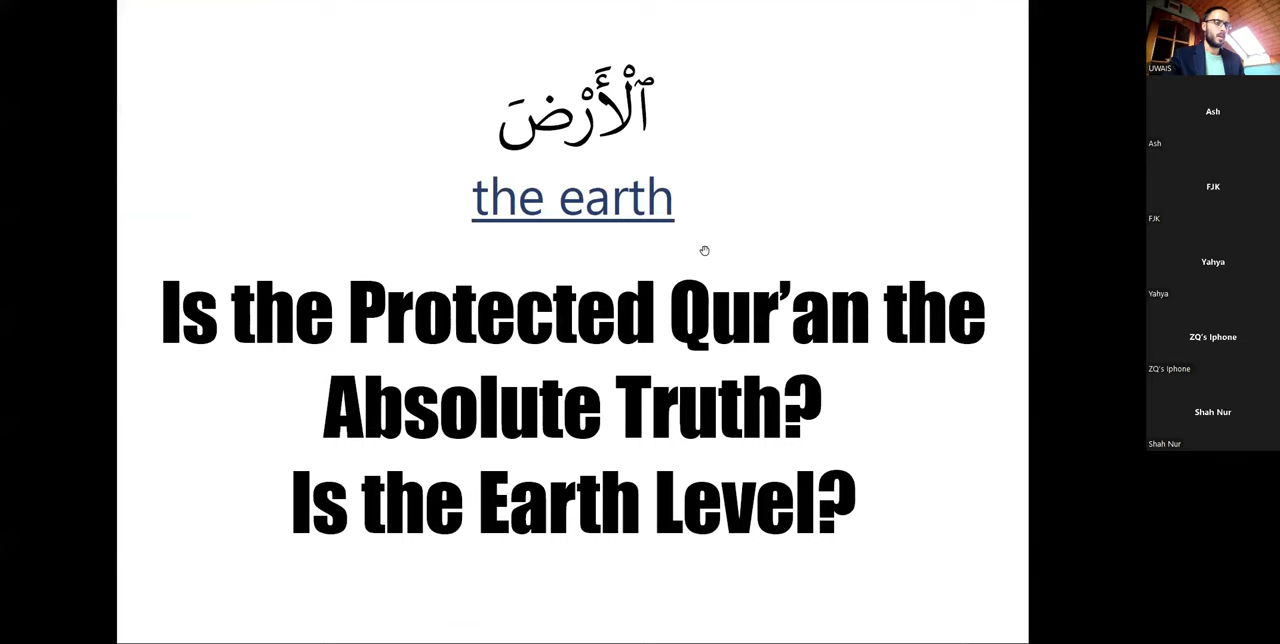 ٱلْأَرْضَ
the earth
Is the Protected Qur’an the
Absolute Truth?
Is the Earth Level?
UWAIS
Ash
Ash
FJK
FJK
Yahya
Yahya
ZQ's Iphone
ZQ's Iphone
Shah Nur
Shah Nur